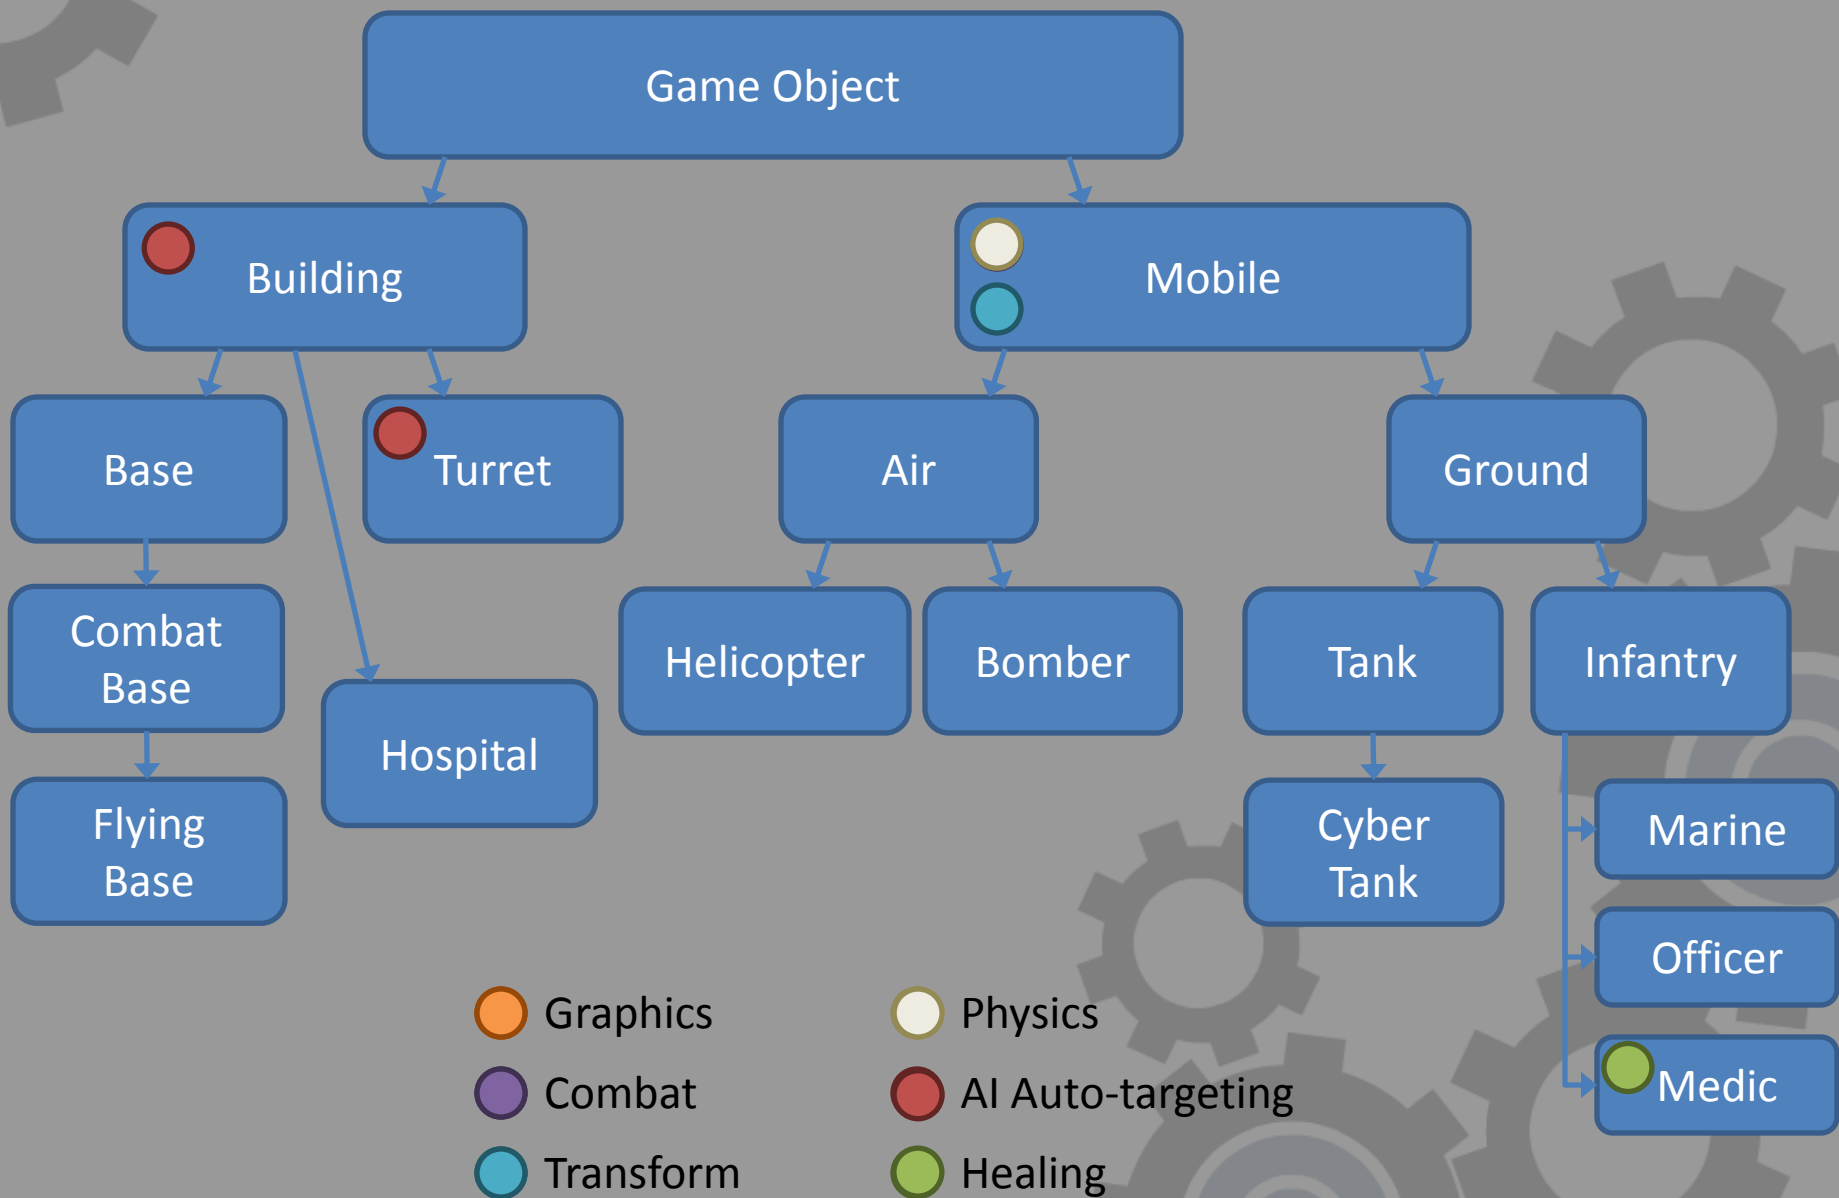 Game Object
Building
Mobile
Base
Turret
Air
Ground
Combat
Base
Helicopter
Bomber
Tank
Infantry
Hospital
Flying
Base
Cyber
Tank
Marine
Officer
Medic
Graphics
Physics
Combat
AI Auto-targeting
Transform
Healing